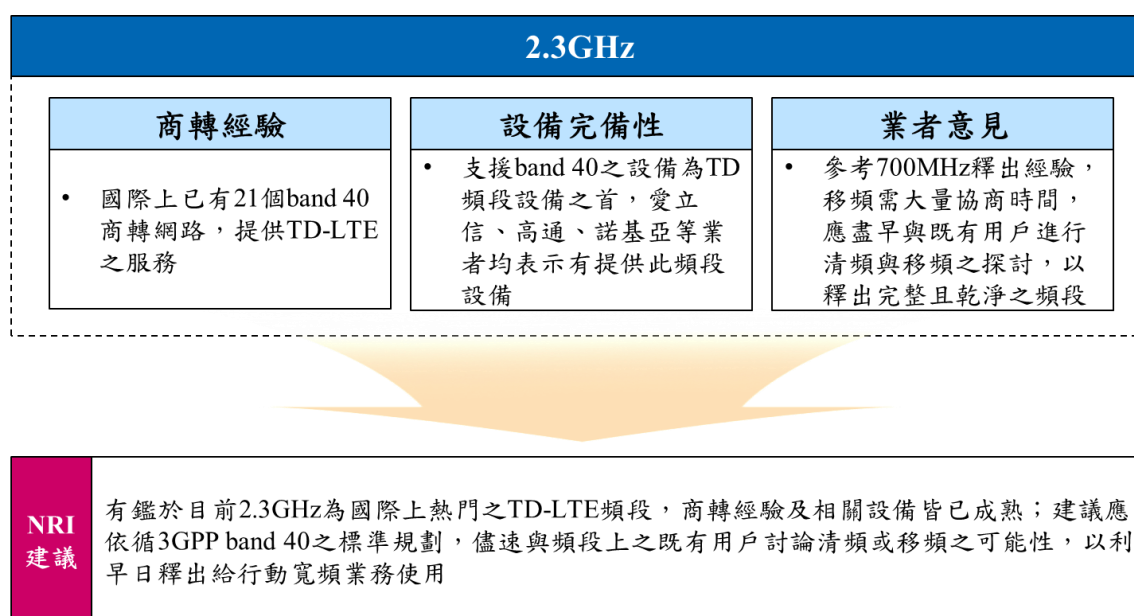 2.3GHz
商轉經驗
• 國際上已有21個band 40
商轉網路，提供TD-LTE
之服務
設備完備性
• 支援band 40之設備為TD
頻段設備之首，愛立
信、高通、諾基亞等業
者均表示有提供此頻段
設備
業者意見
• 參考700MHz釋出經驗，
移頻需大量協商時間，
應盡早與既有用戶進行
清頻與移頻之探討，以
釋出完整且乾淨之頻段
NRI
建議
有鑑於目前2.3GHz為國際上熱門之TD-LTE頻段，商轉經驗及相關設備皆已成熟；建議應
依循3GPP band 40之標準規劃，儘速與頻段上之既有用戶討論清頻或移頻之可能性，以利
早日釋出給行動寬頻業務使用